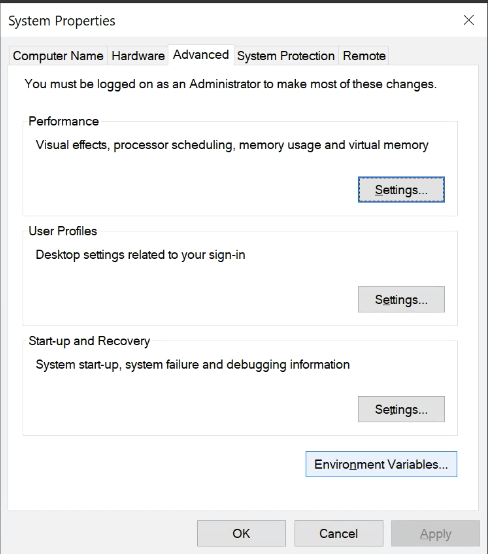 System Properties
Computer Name Hardware Advanced System Protection Remote
You must be logged on as an Administrator to make most of these changes.
Performance
Visual effects, processor scheduling, memory usage and virtual memory
Settings...
User Profiles
Desktop settings related to your sign-in
Settings...
Start-up and Recovery
System start-up, system failure and debugging information
Settings...
Environment Variables...
OK Cancel Apply